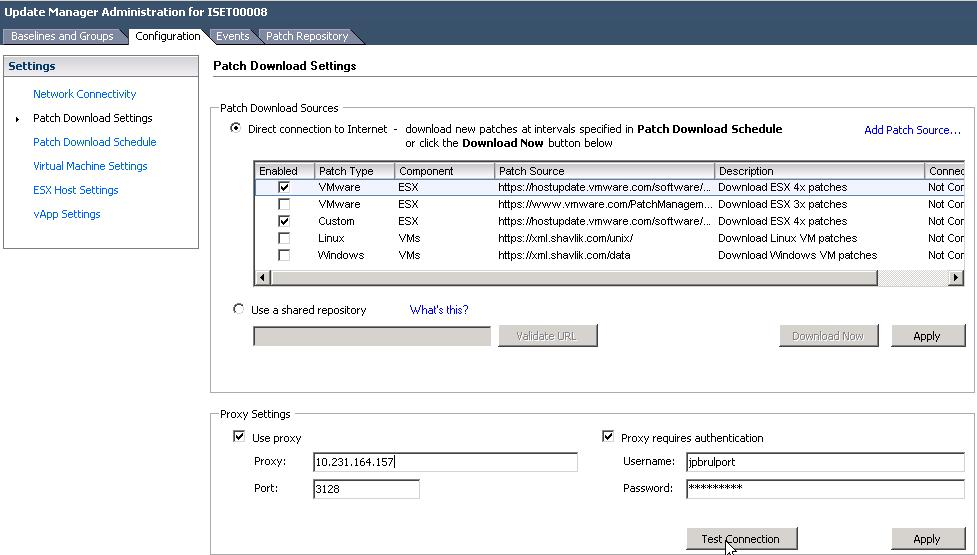 Update Manager Administration for ISET00008
Baselines and Groups Configuration Events Patch Repository
Settings
Network Connectivity
Patch Download Settings
Patch Download Schedule
Virtual Machine Settings
ESX Host Settings
vApp Settings
Patch Download Settings
Patch Download Sources
Direct connection to Internet - download new patches at intervals specified in Patch Download Schedule
or click the Download Now button below
Add Patch Source...
Enabled Patch Type Component Patch Source Description Connec
VMware ESX https://hostupdate.vmware.com/software/... Download ESX 4x patches Not Cor
VMware ESX https://www.vmware.com/PatchManagem... Download ESX 3x patches Not Cor
Custom ESX https://hostupdate.vmware.com/software/... Download ESX 4x patches Not Cor
Linux VMs https://xml.shavlik.com/unix/ Download Linux VM patches Not Cor
Windows VMs https://xml.shavlik.com/data Download Windows VM patches Not Cor
Use a shared repository What's this?
Validate URL Download Now Apply
Proxy Settings
Use proxy
Proxy: 10.231.164.157
Port: 3128
Proxy requires authentication
Username: jpbrulport
Password: *********
Test Connection Apply